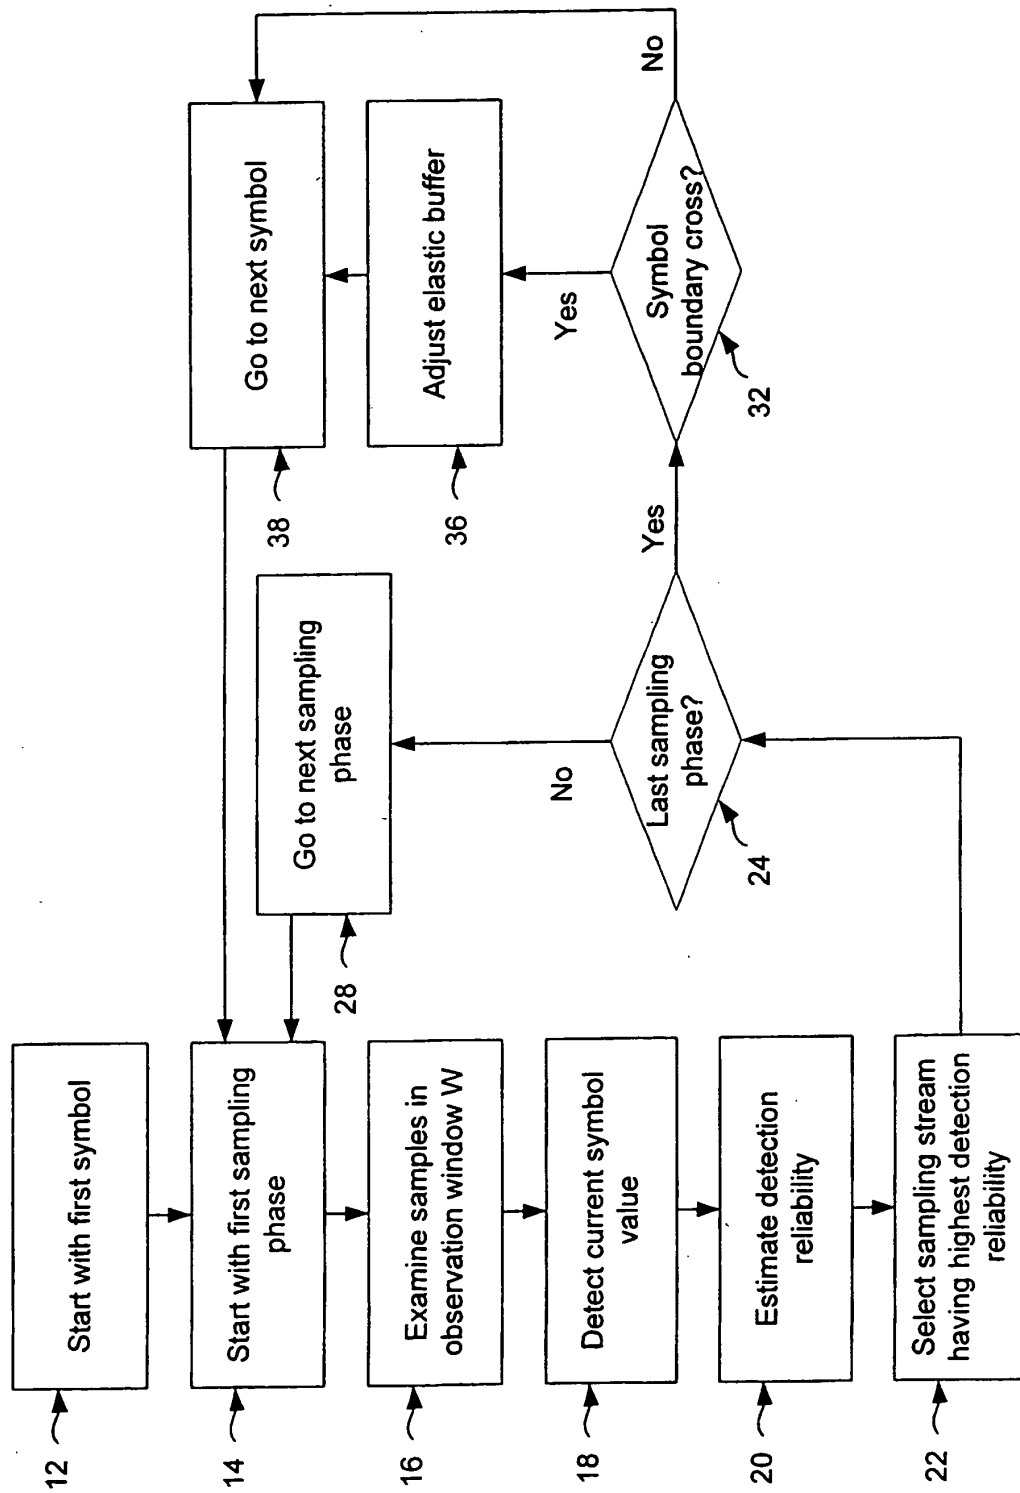 12
Start with first symbol
14
Start with first sampling
phase
16
Examine samples in
observation window W
18
Detect current symbol
value
20
Estimate detection
reliability
22
Select sampling stream
having highest detection
reliability
24
Last sampling
phase?
No
Yes
28
Go to next sampling
phase
32
Symbol
boundary cross?
Yes
No
36
Adjust elastic buffer
38
Go to next symbol